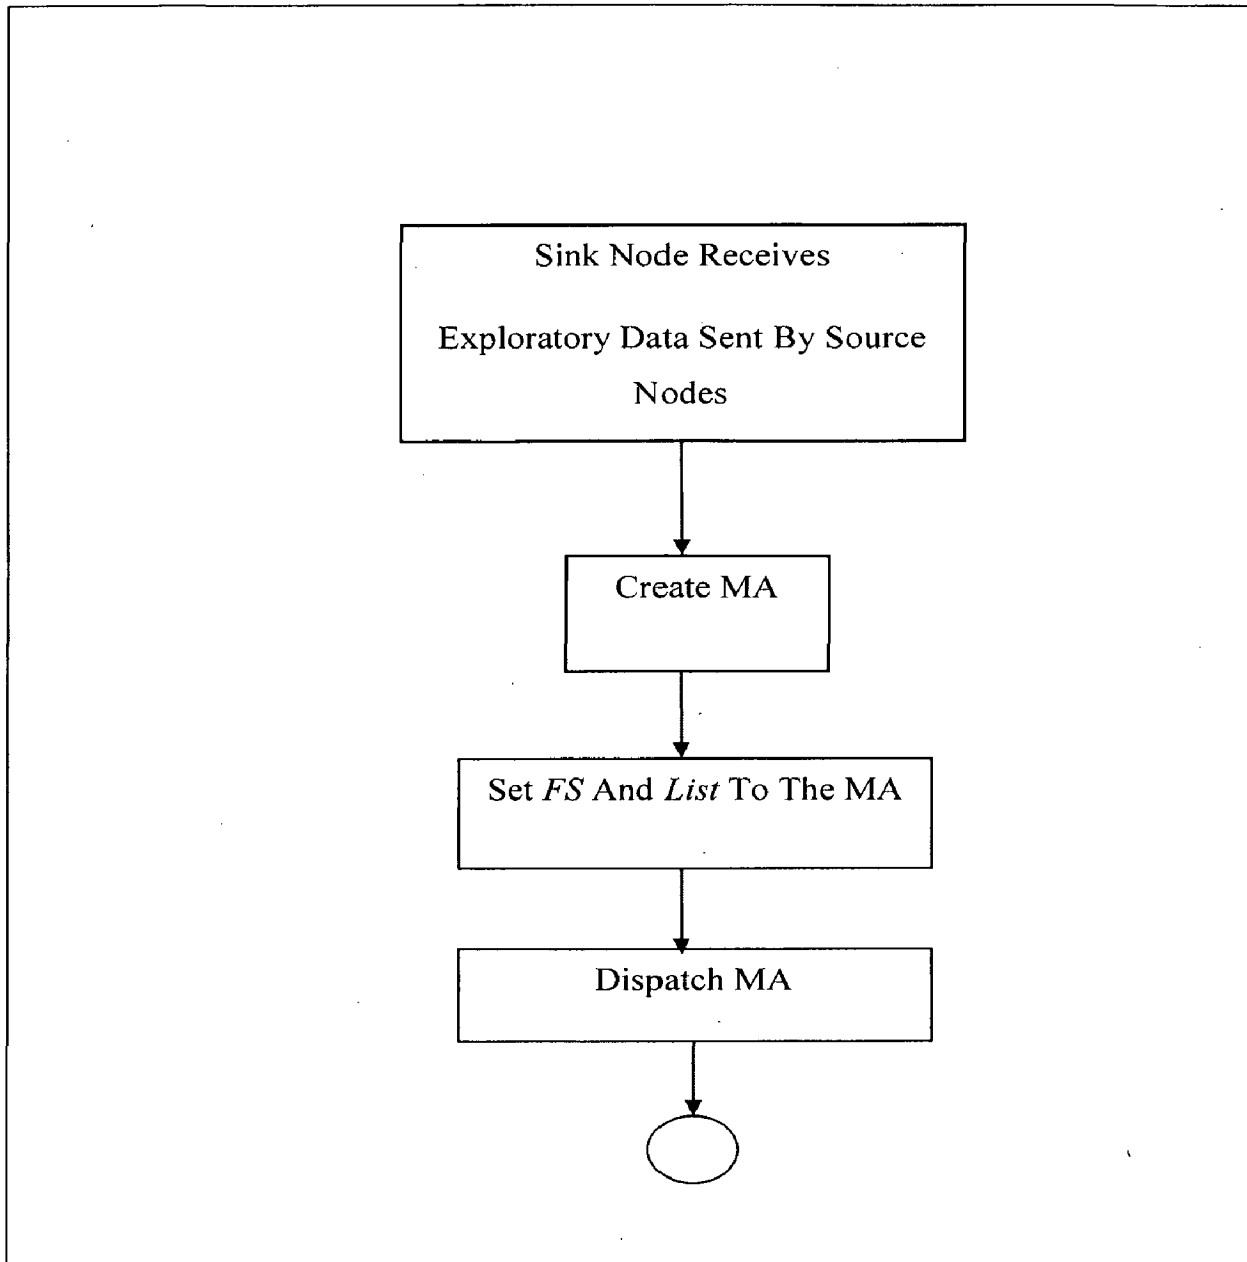 Sink Node Receives
Exploratory Data Sent By Source
Nodes
Create MA
Set FS And List To The MA
Dispatch MA